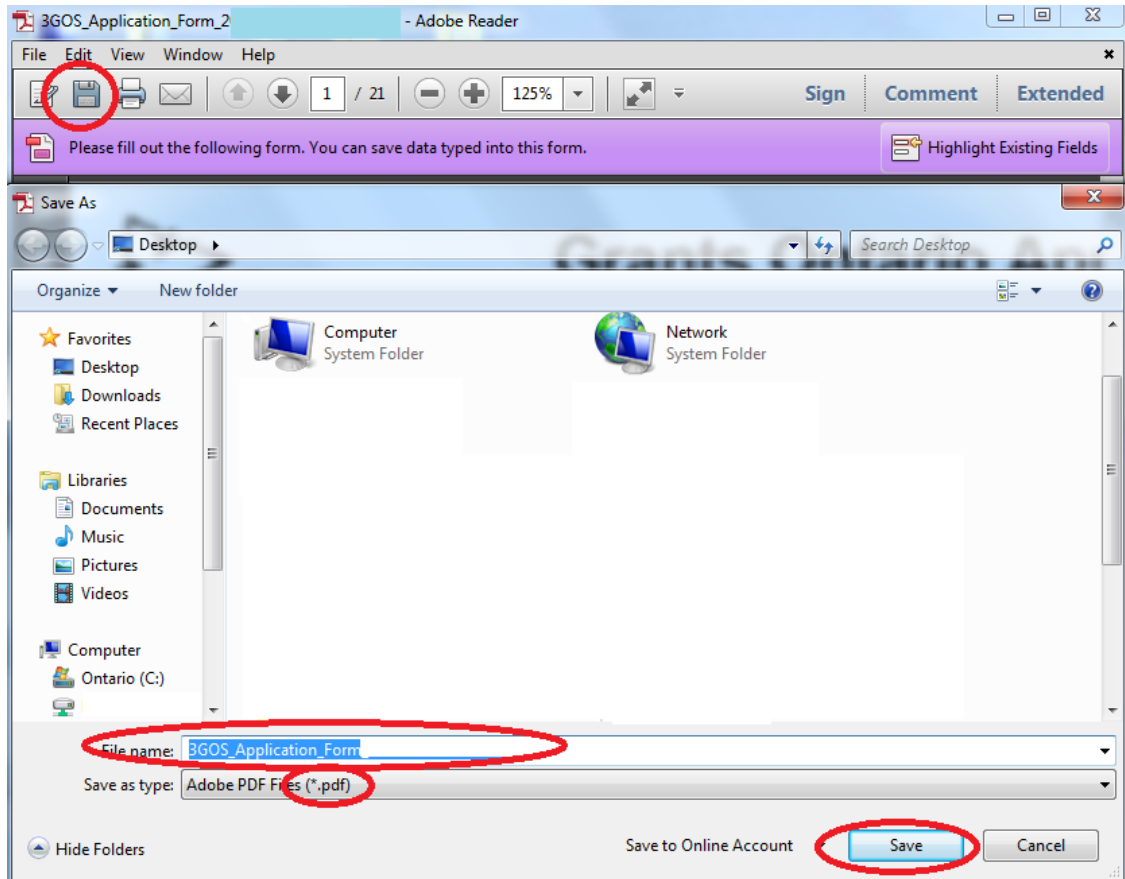 3GOS_Application_Form_2 - Adobe Reader
File Edit View Window Help
1 / 21 125% Sign Comment Extended
Please fill out the following form. You can save data typed into this form. Highlight Existing Fields
Save As
Desktop Search Desktop
Grants Ontario
Organize New folder
Favorites
Desktop
Downloads
Recent Places
Libraries
Documents
Music
Pictures
Videos
Computer
Ontario (C:)
Computer
System Folder
Network
System Folder
File name: 3GOS_Application_Form
Save as type: Adobe PDF Files (*.pdf)
Hide Folders Save to Online Account Save Cancel